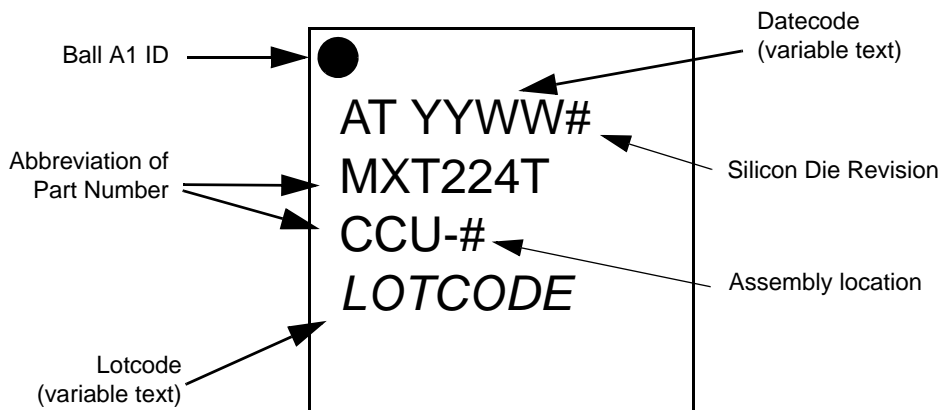 Datecode
(variable text)
Ball A1 ID
AT YYWW#
Abbreviation of
Part Number
MXT224T
Silicon Die Revision
CCU-#
Assembly location
LOTCODE
Lotcode
(variable text)